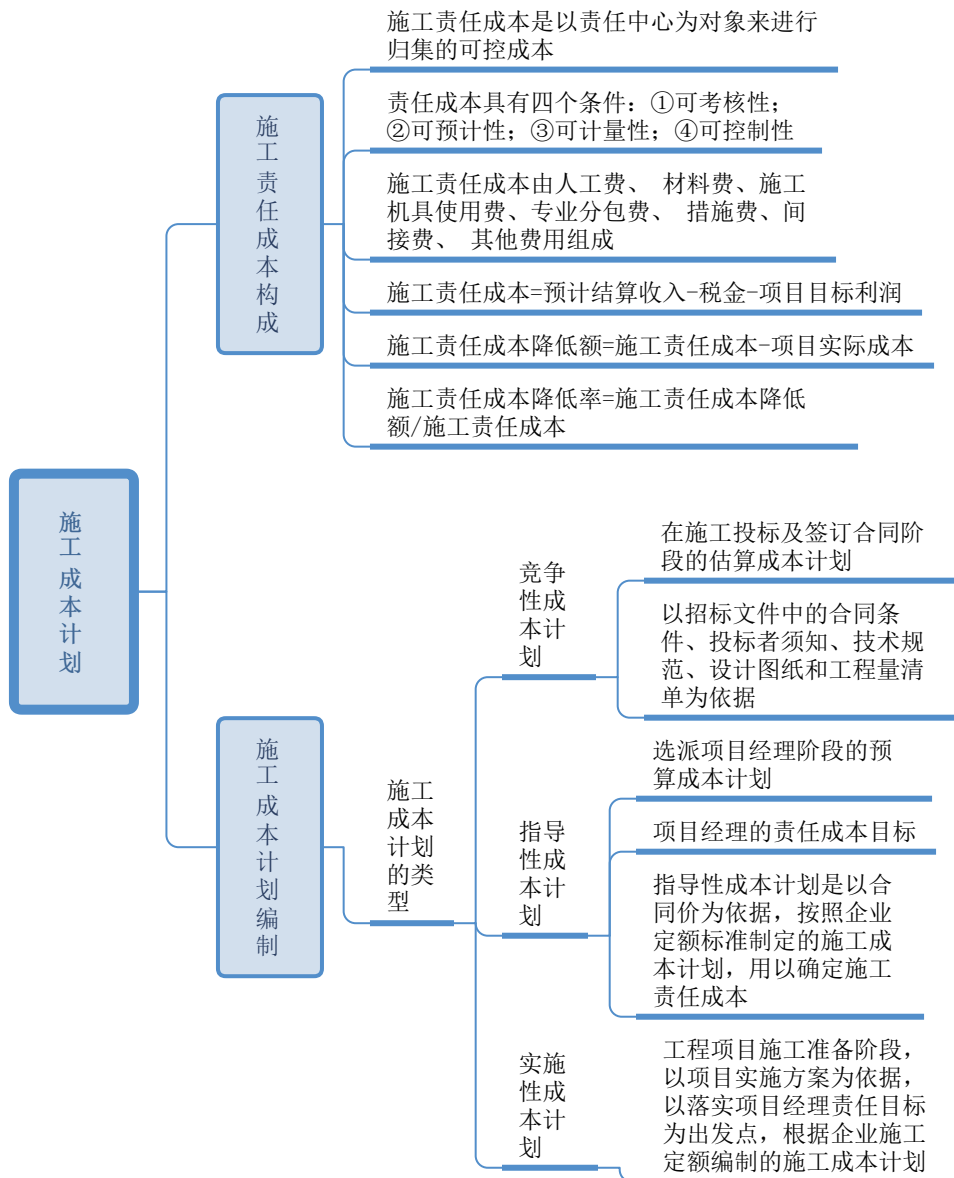 施工成本计划
施工责任成本构成
施工责任成本是以责任中心为对象来进行
归集的可控成本
责任成本具有四个条件：①可考核性；
②可预计性；③可计量性；④可控制性
施工责任成本由人工费、 材料费、施工
机具使用费、专业分包费、 措施费、间
接费、 其他费用组成
施工责任成本=预计结算收入-税金-项目目标利润
施工责任成本降低额=施工责任成本-项目实际成本
施工责任成本降低率=施工责任成本降低
额/施工责任成本
施工成本计划编制
施工
成本
计划
的类
型
竞争
性成
本计
划
在施工投标及签订合同阶
段的估算成本计划
以招标文件中的合同条
件、投标者须知、技术规
范、设计图纸和工程量清
单为依据
指导
性成
本计
划
选派项目经理阶段的预
算成本计划
项目经理的责任成本目标
指导性成本计划是以合
同价为依据，按照企业
定额标准制定的施工成
本计划，用以确定施工
责任成本
实施
性成
本计
划
工程项目施工准备阶段，
以项目实施方案为依据，
以落实项目经理责任目标
为出发点，根据企业施工
定额编制的施工成本计划